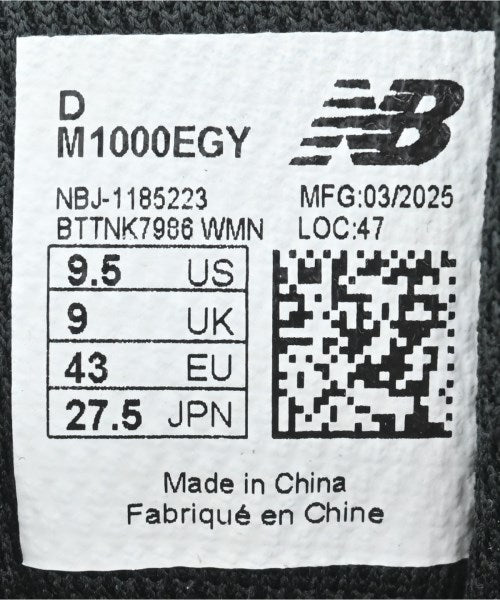 D
M1000EGY
NB
NBJ-1185223
MFG:03/2025
BTTNK7986 WMN
LOC:47
9.5 US
9 UK
43 EU
27.5 JPN
Made in China
Fabriqué en Chine